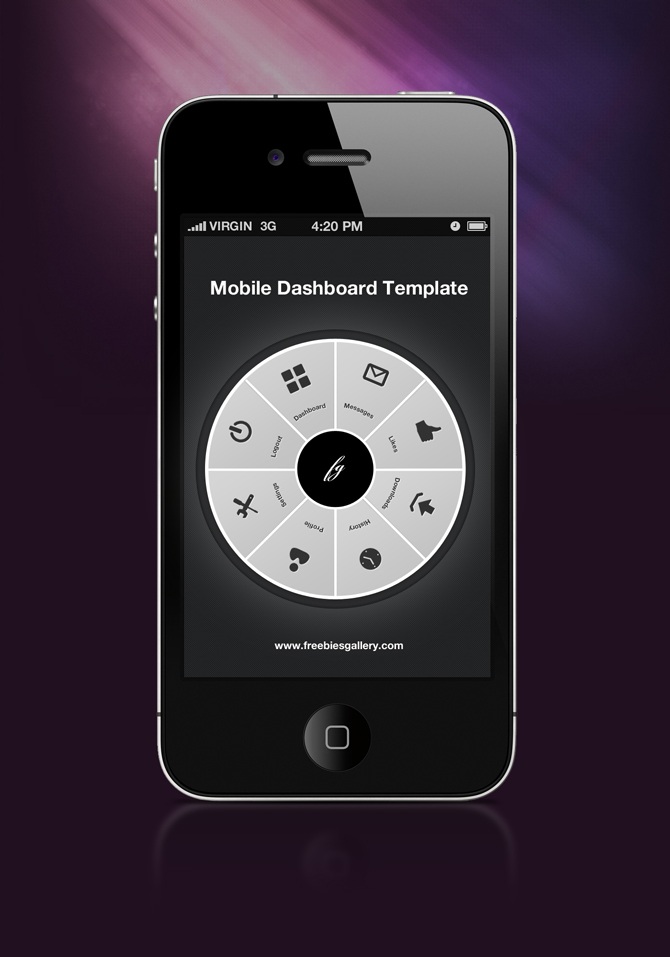 VIRGIN 3G 4:20 PM
Mobile Dashboard Template
Dashboard
Messages
Likes
Downloads
History
Profile
Settings
Logout
fg
www.freebiesgallery.com